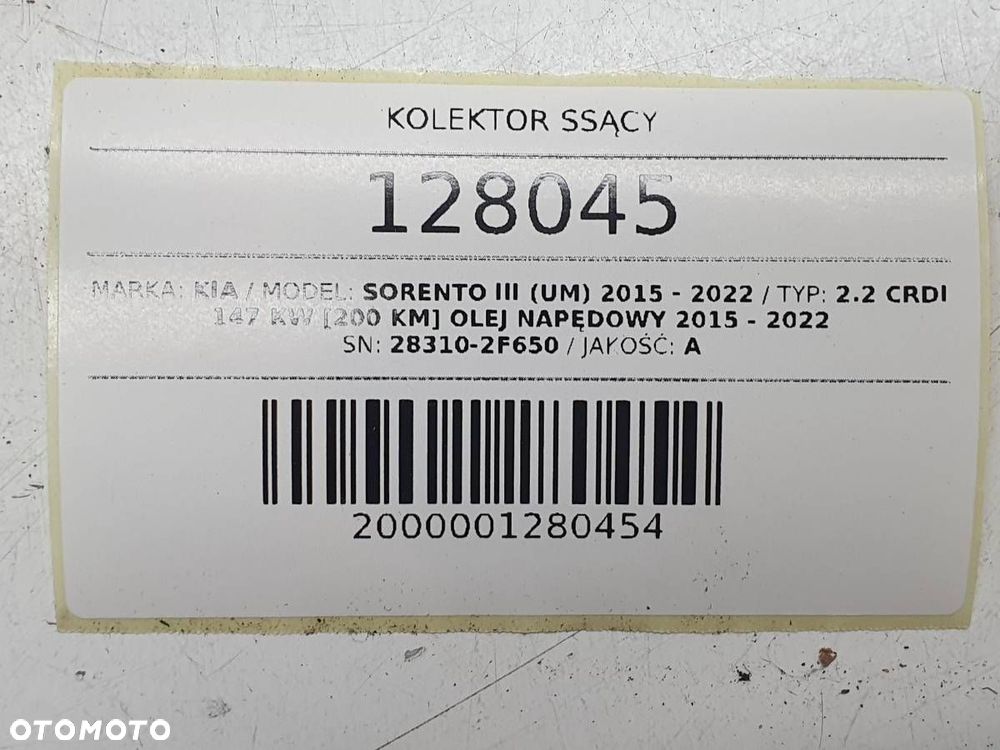 KOLEKTOR SSĄCY
128045
MARKA: KIA / MODEL: SORENTO III (UM) 2015 - 2022 / TYP: 2.2 CRDI
147 KW [200 KM] OLEJ NAPĘDOWY 2015 - 2022
SN: 28310-2F650 / JAKOŚĆ: A
2000001280454
OTOMOTO